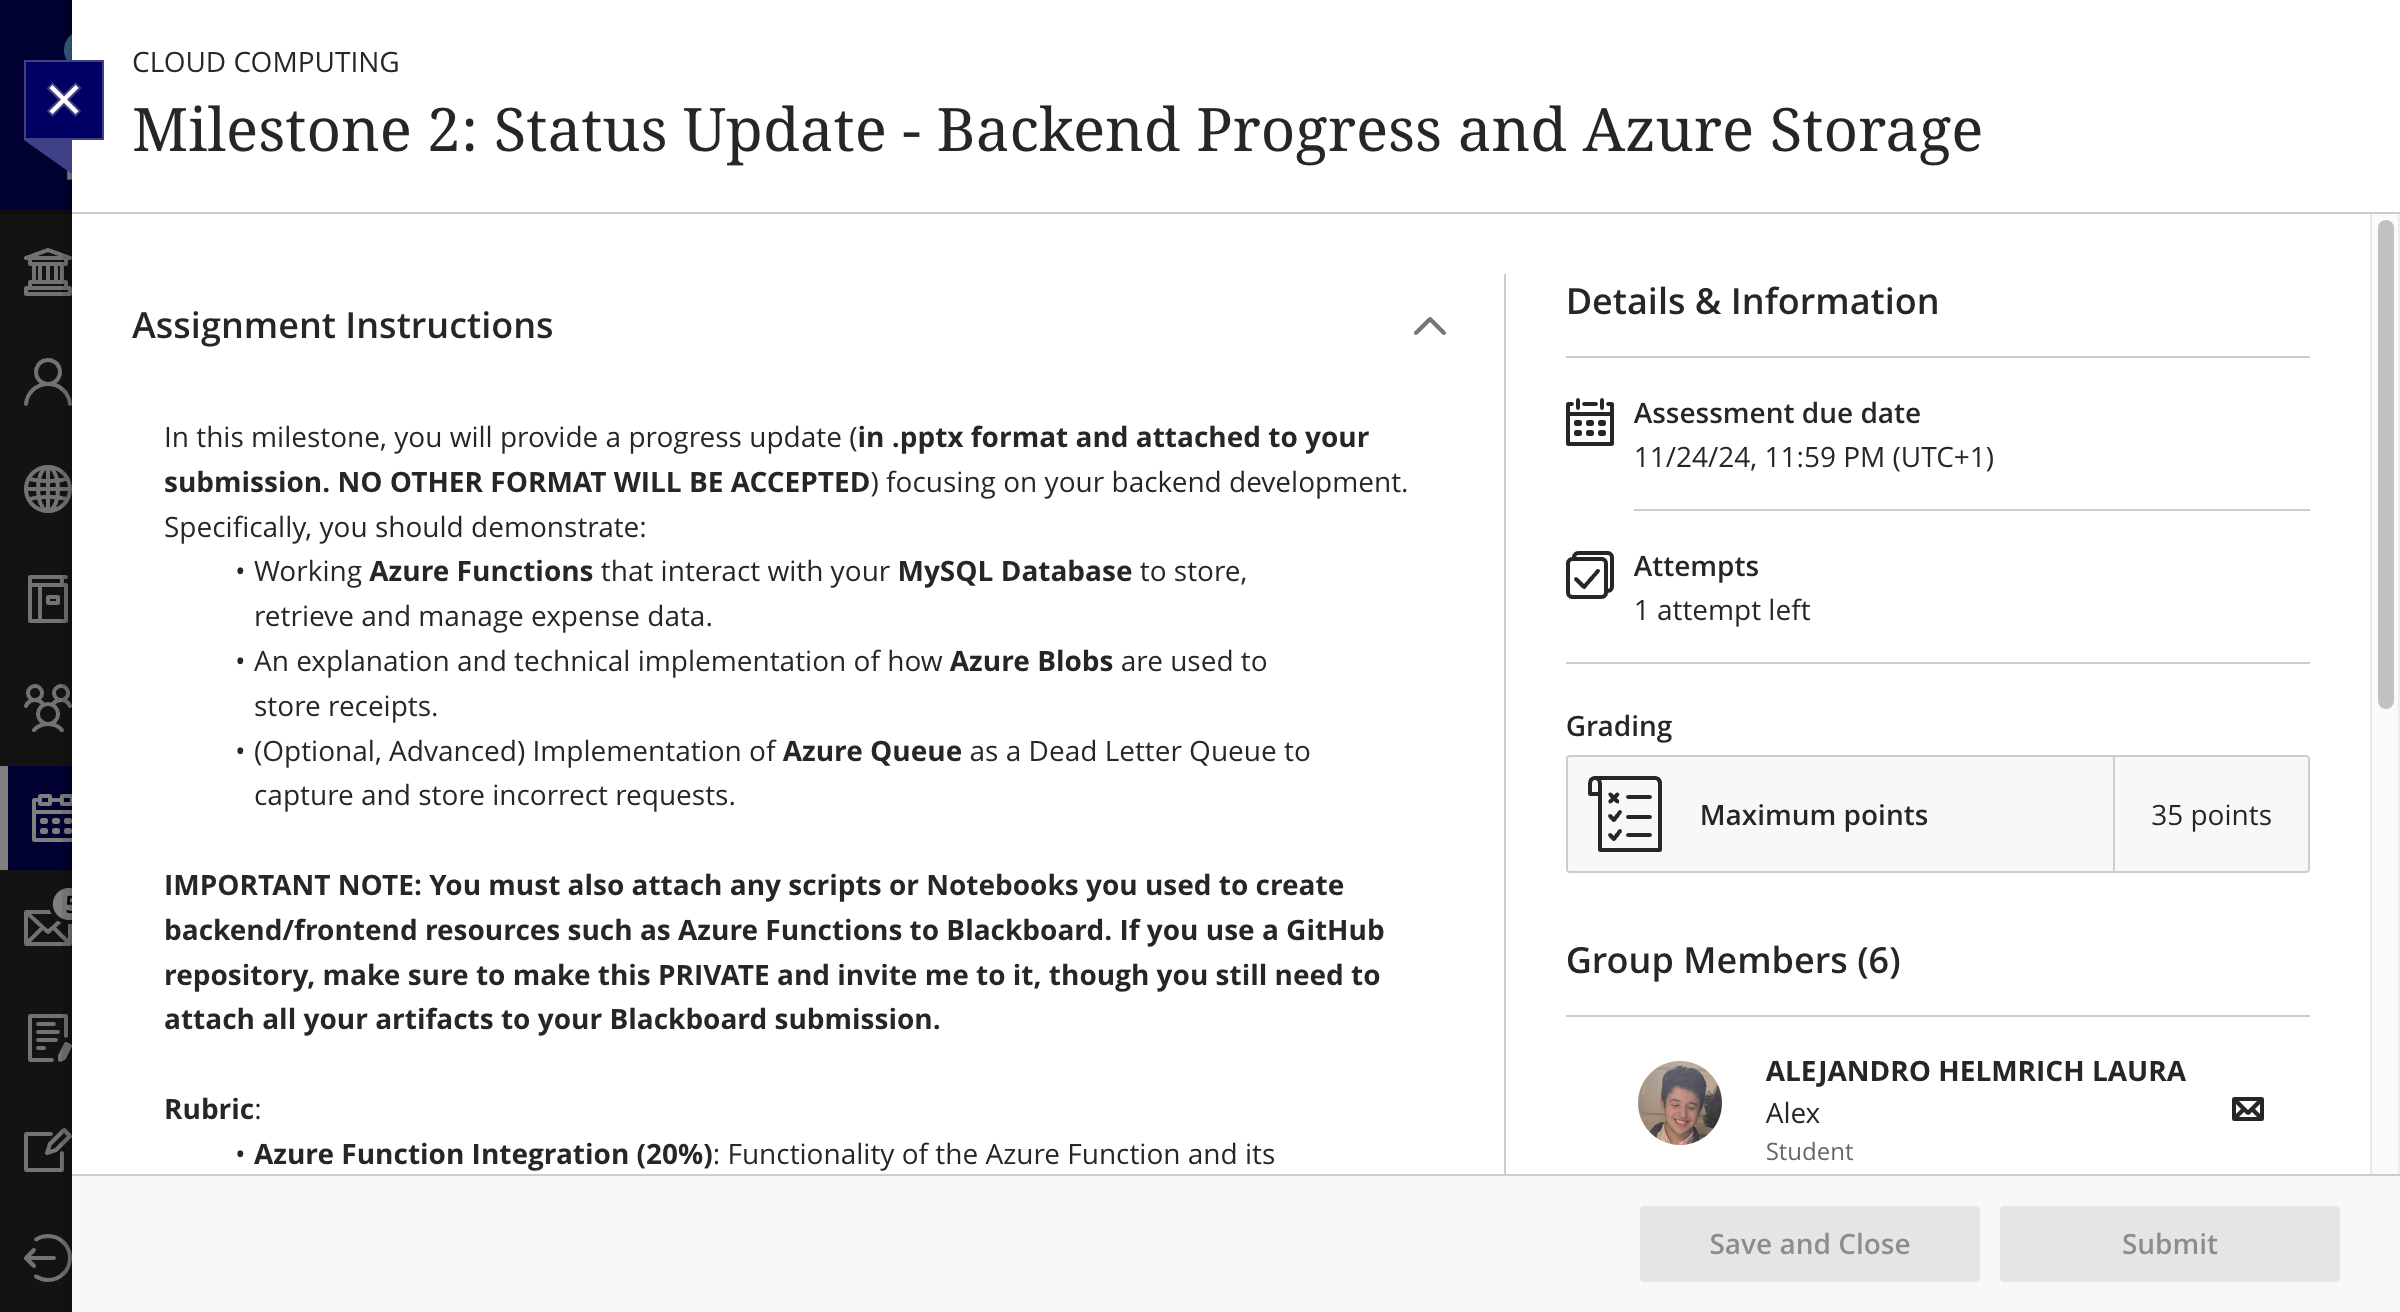 CLOUD COMPUTING
Milestone 2: Status Update - Backend Progress and Azure Storage
Assignment Instructions
In this milestone, you will provide a progress update (in .pptx format and attached to your
submission. NO OTHER FORMAT WILL BE ACCEPTED) focusing on your backend development.
Specifically, you should demonstrate:
• Working Azure Functions that interact with your MySQL Database to store,
retrieve and manage expense data.
• An explanation and technical implementation of how Azure Blobs are used to
store receipts.
• (Optional, Advanced) Implementation of Azure Queue as a Dead Letter Queue to
capture and store incorrect requests.
IMPORTANT NOTE: You must also attach any scripts or Notebooks you used to create
backend/frontend resources such as Azure Functions to Blackboard. If you use a GitHub
repository, make sure to make this PRIVATE and invite me to it, though you still need to
attach all your artifacts to your Blackboard submission.
Rubric:
• Azure Function Integration (20%): Functionality of the Azure Function and its
Details & Information
Assessment due date
11/24/24, 11:59 PM (UTC+1)
Attempts
1 attempt left
Grading
Maximum points
35 points
Group Members (6)
ALEJANDRO HELMRICH LAURA
Alex
Student
Save and Close
Submit